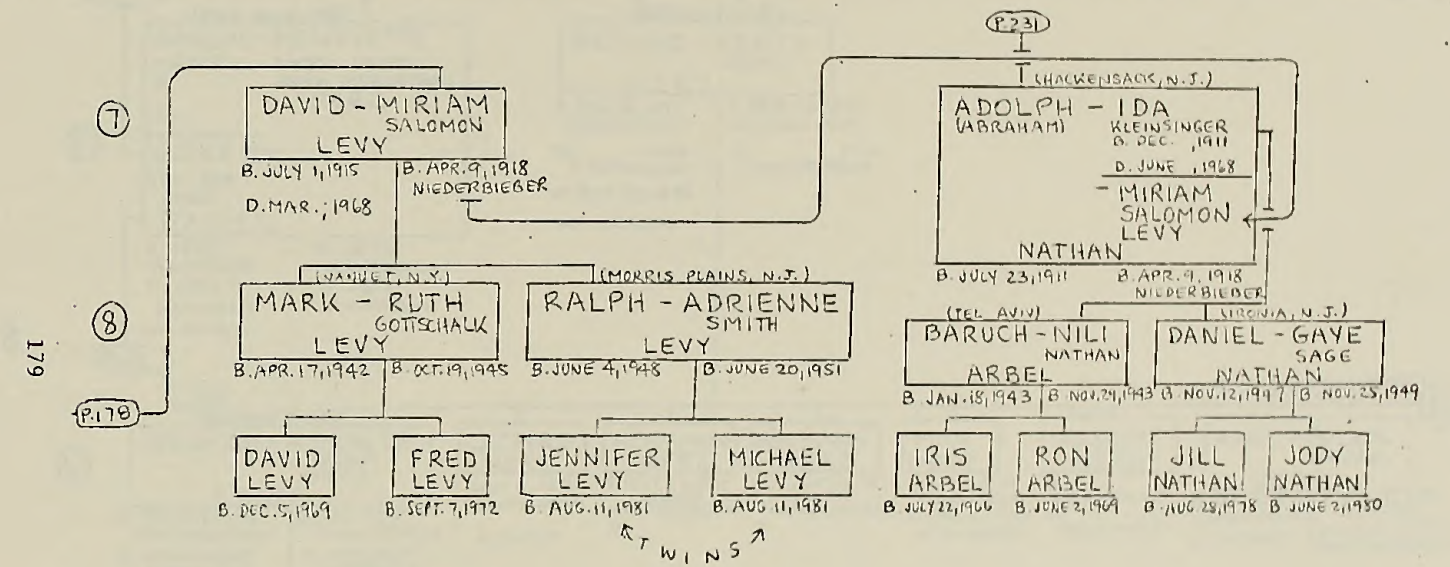 P.231
(HACKENSACK, N.J.)
7
DAVID - MIRIAM
SALOMON
LEVY
B. JULY 1, 1915 B. APR. 9, 1918
NIEDERBIEBER
D. MAR. , 1968
ADOLPH - IDA
(ABRAHAM) KLEINSINGER
B. DEC. , 1911
D. JUNE , 1968
- MIRIAM
SALOMON
LEVY
NATHAN
B. JULY 23, 1911 B. APR. 9, 1918
NIEDERBIEBER
8
(NANUET, N.Y.)
MARK - RUTH
GOTTSCHALK
LEVY
B. APR. 17, 1942 B. OCT. 19, 1945
(MORRIS PLAINS, N.J.)
RALPH - ADRIENNE
SMITH
LEVY
B. JUNE 4, 1948 B. JUNE 20, 1951
(TEL AVIV)
BARUCH - NILI
NATHAN
ARBEL
B. JAN. 18, 1943 B. NOV. 24, 1943
(IRONIA, N.J.)
DANIEL - GAYE
SAGE
NATHAN
B. NOV. 12, 1947 B. NOV. 25, 1949
179
P.178
DAVID
LEVY
B. DEC. 5, 1969
FRED
LEVY
B. SEPT. 7, 1972
JENNIFER
LEVY
B. AUG. 11, 1981
MICHAEL
LEVY
B. AUG 11, 1981
TWINS
IRIS
ARBEL
B. JULY 22, 1966
RON
ARBEL
B. JUNE 2, 1969
JILL
NATHAN
B. AUG 28, 1978
JODY
NATHAN
B JUNE 2, 1980